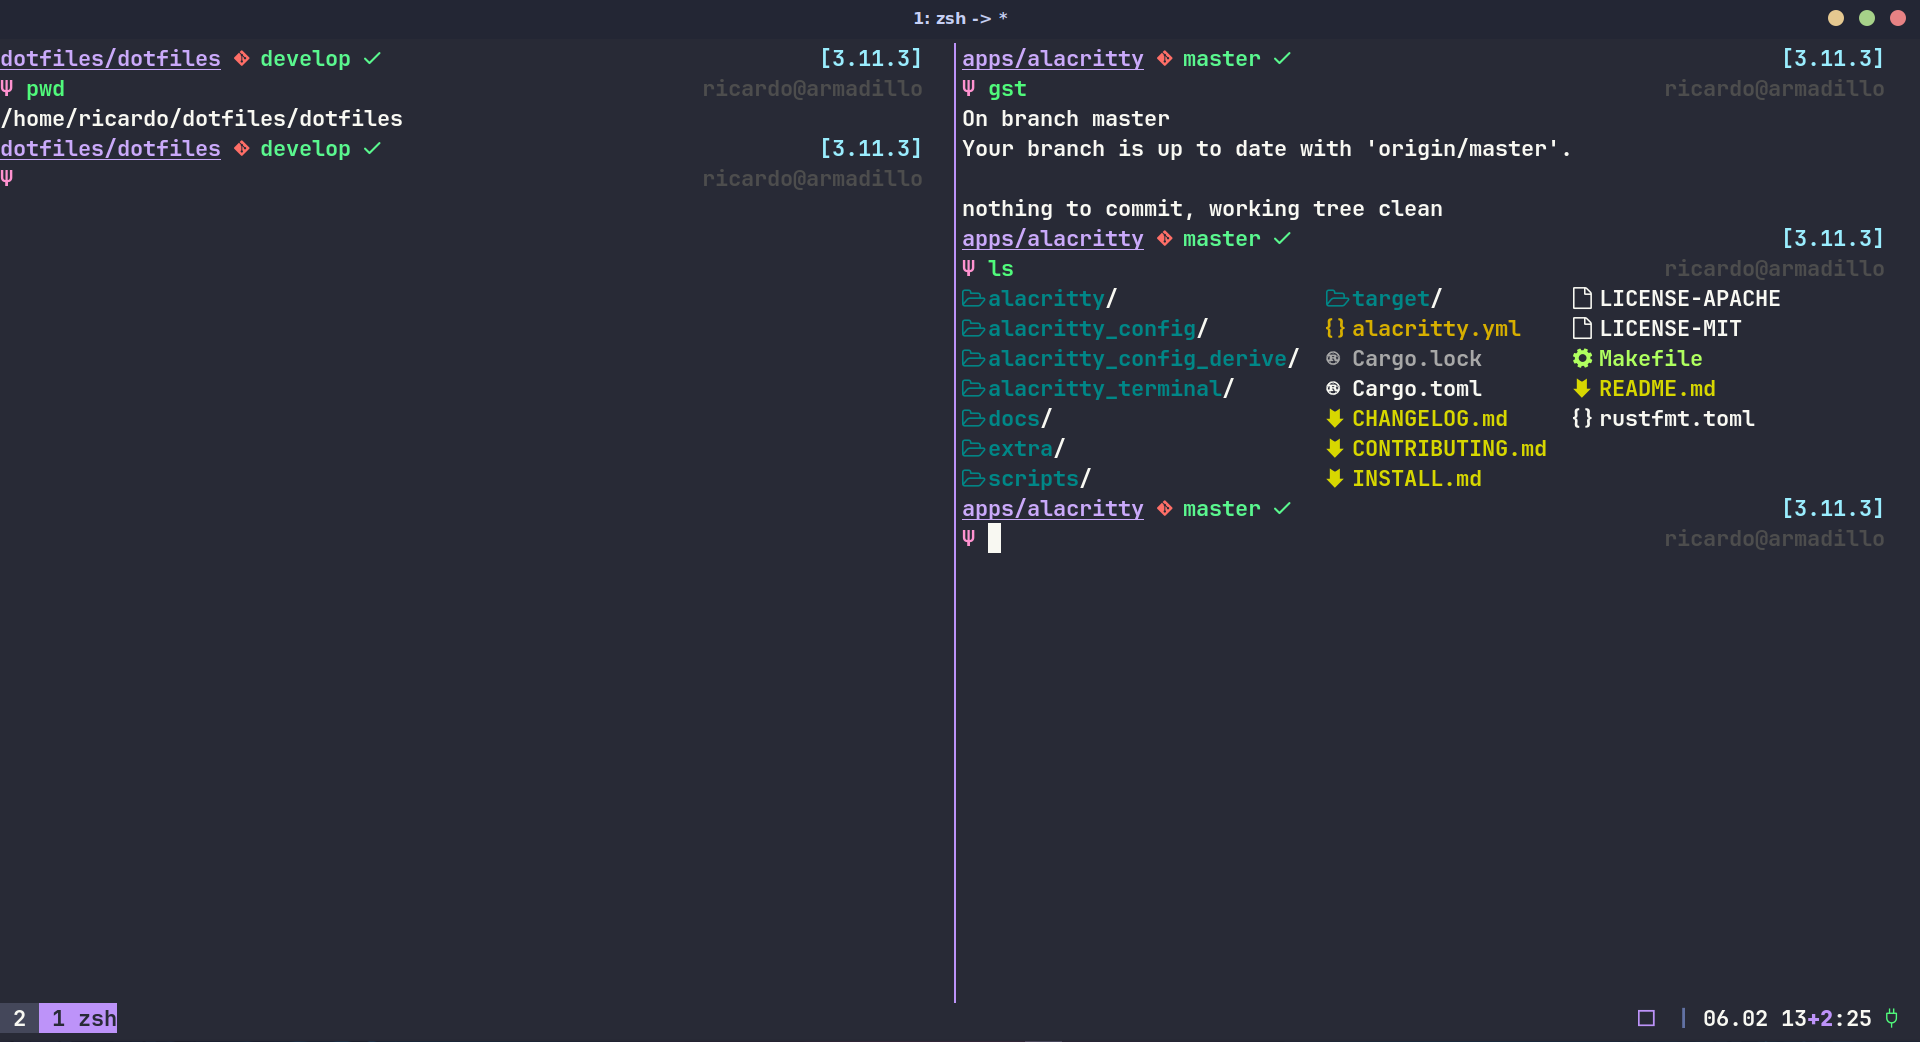 1: zsh -> *
dotfiles/dotfiles develop ✓ [3.11.3]
Ψ pwd ricardo@armadillo
/home/ricardo/dotfiles/dotfiles
dotfiles/dotfiles develop ✓ [3.11.3]
Ψ ricardo@armadillo
apps/alacritty master ✓ [3.11.3]
Ψ gst ricardo@armadillo
On branch master
Your branch is up to date with 'origin/master'.
nothing to commit, working tree clean
apps/alacritty master ✓ [3.11.3]
Ψ ls ricardo@armadillo
alacritty/ target/ LICENSE-APACHE
alacritty_config/ {} alacritty.yml LICENSE-MIT
alacritty_config_derive/ Cargo.lock Makefile
alacritty_terminal/ Cargo.toml README.md
docs/ CHANGELOG.md {} rustfmt.toml
extra/ CONTRIBUTING.md
scripts/ INSTALL.md
apps/alacritty master ✓ [3.11.3]
Ψ ricardo@armadillo
2 1 zsh | 06.02 13+2:25